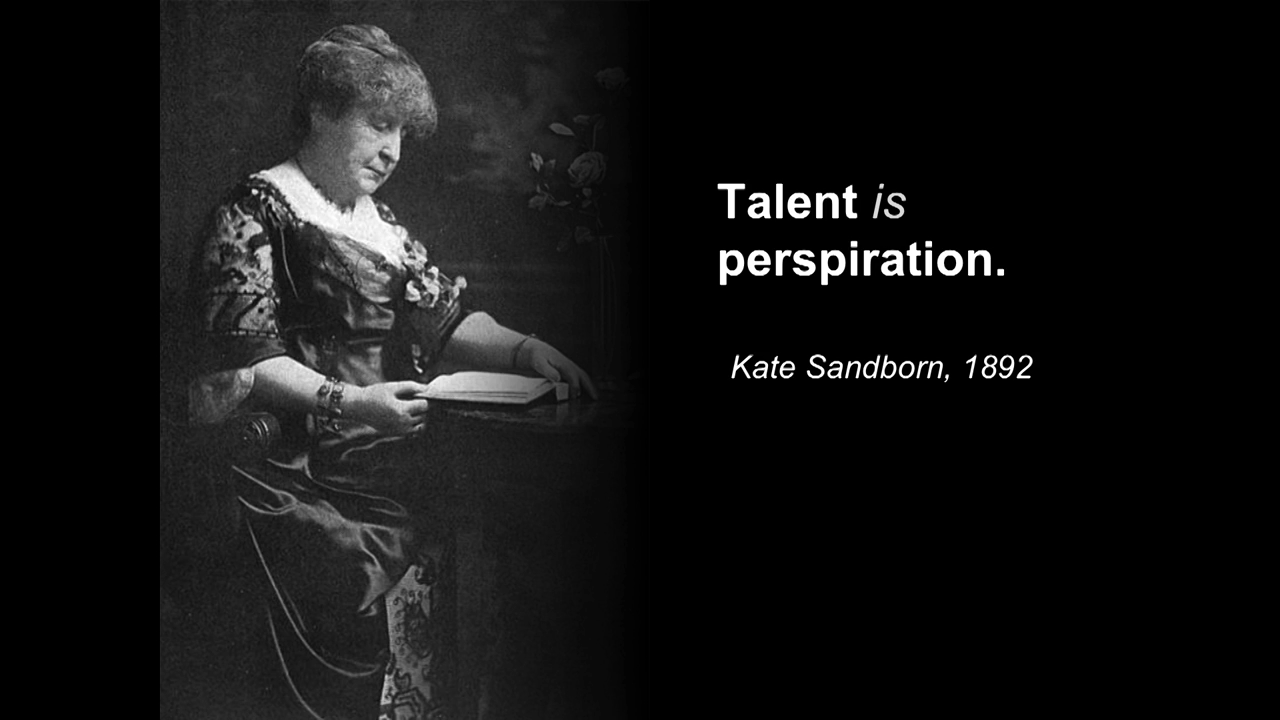 Talent is
perspiration.
Kate Sandborn, 1892